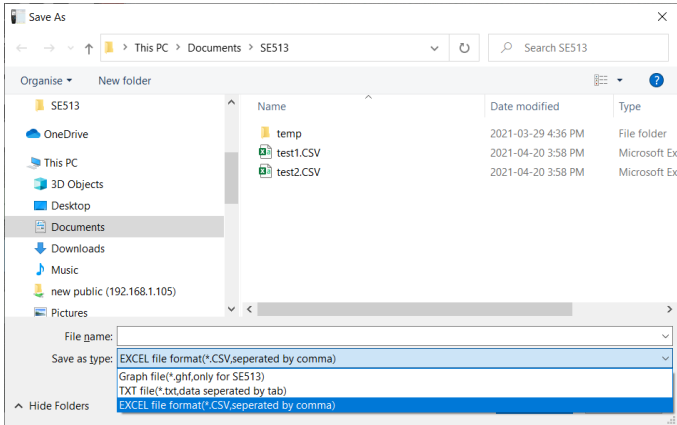 Save As
This PC > Documents > SE513
Search SE513
Organise New folder
?
Name Date modified Type
SE513
OneDrive
This PC
3D Objects
Desktop
Documents
Downloads
Music
new public (192.168.1.105)
Pictures
temp 2021-03-29 4:36 PM File folder
test1.CSV 2021-04-20 3:58 PM Microsoft Ex
test2.CSV 2021-04-20 3:58 PM Microsoft Ex
File name:
Save as type: EXCEL file format(*.CSV,seperated by comma)
Graph file(*.ghf,only for SE513)
TXT file(*.txt,data seperated by tab)
EXCEL file format(*.CSV,seperated by comma)
Hide Folders